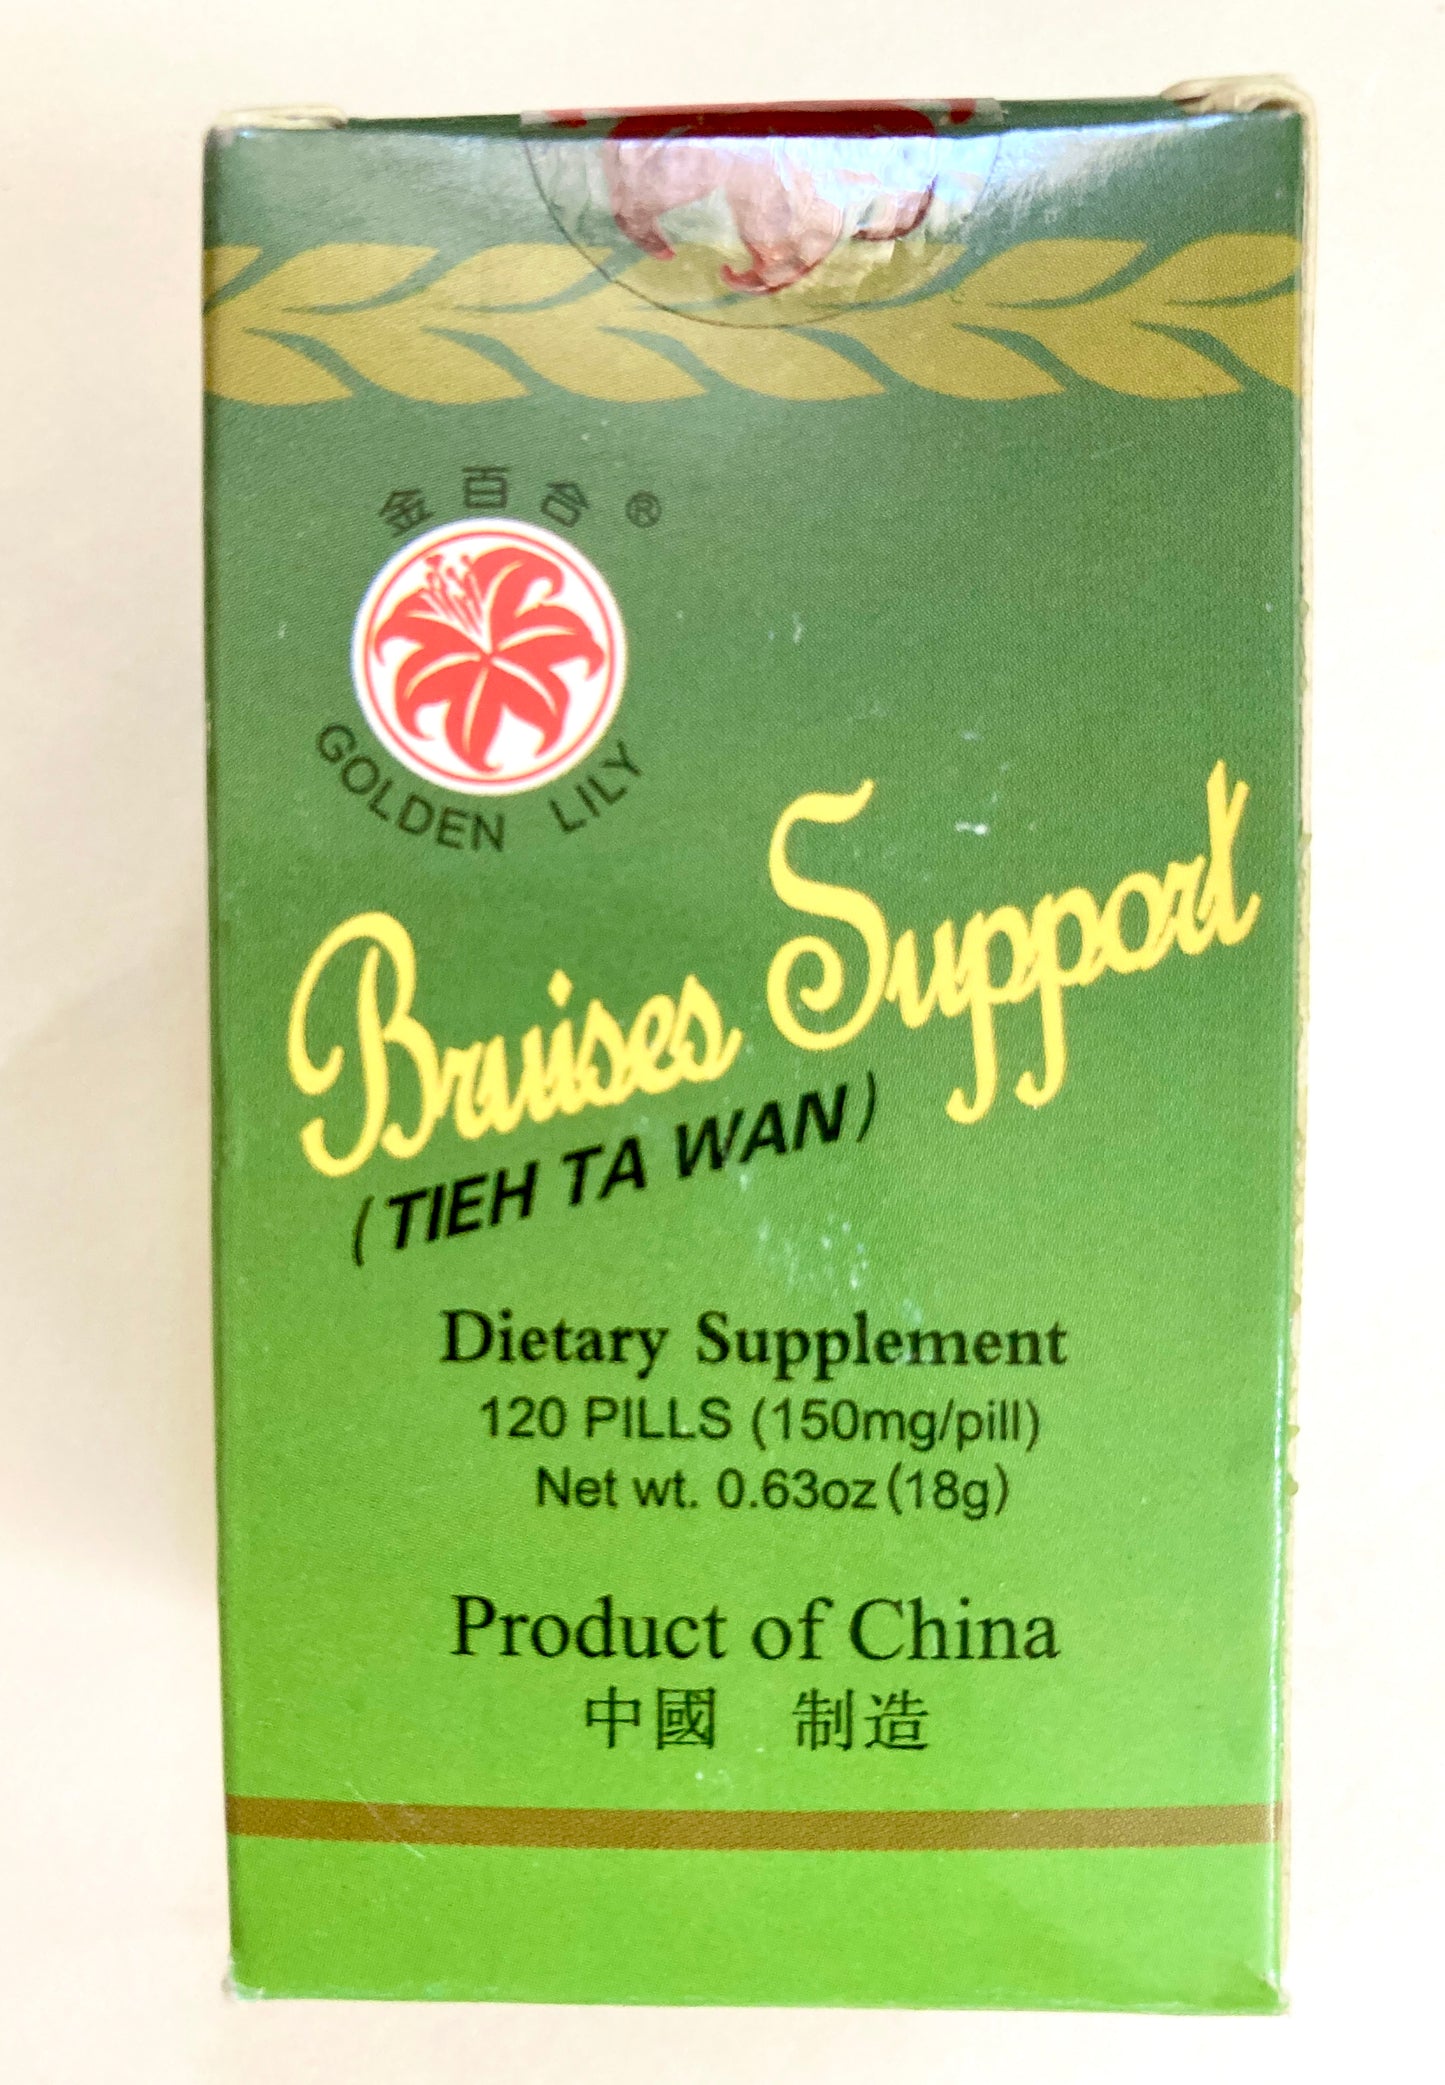 金百合®
GOLDEN LILY
Bruises Support
(TIEH TA WAN)
Dietary Supplement
120 PILLS (150mg/pill)
Net wt. 0.63oz (18g)
Product of China
中國 制造